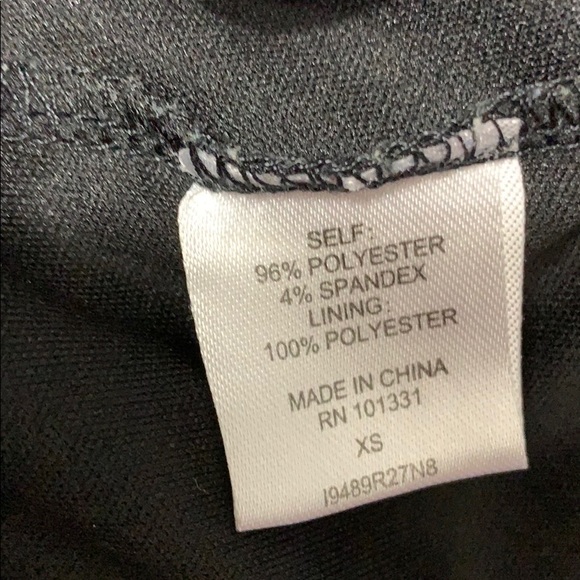 SELF:
96% POLYESTER
4% SPANDEX
LINING:
100% POLYESTER
MADE IN CHINA
RN 101331
XS
I9489R27N8